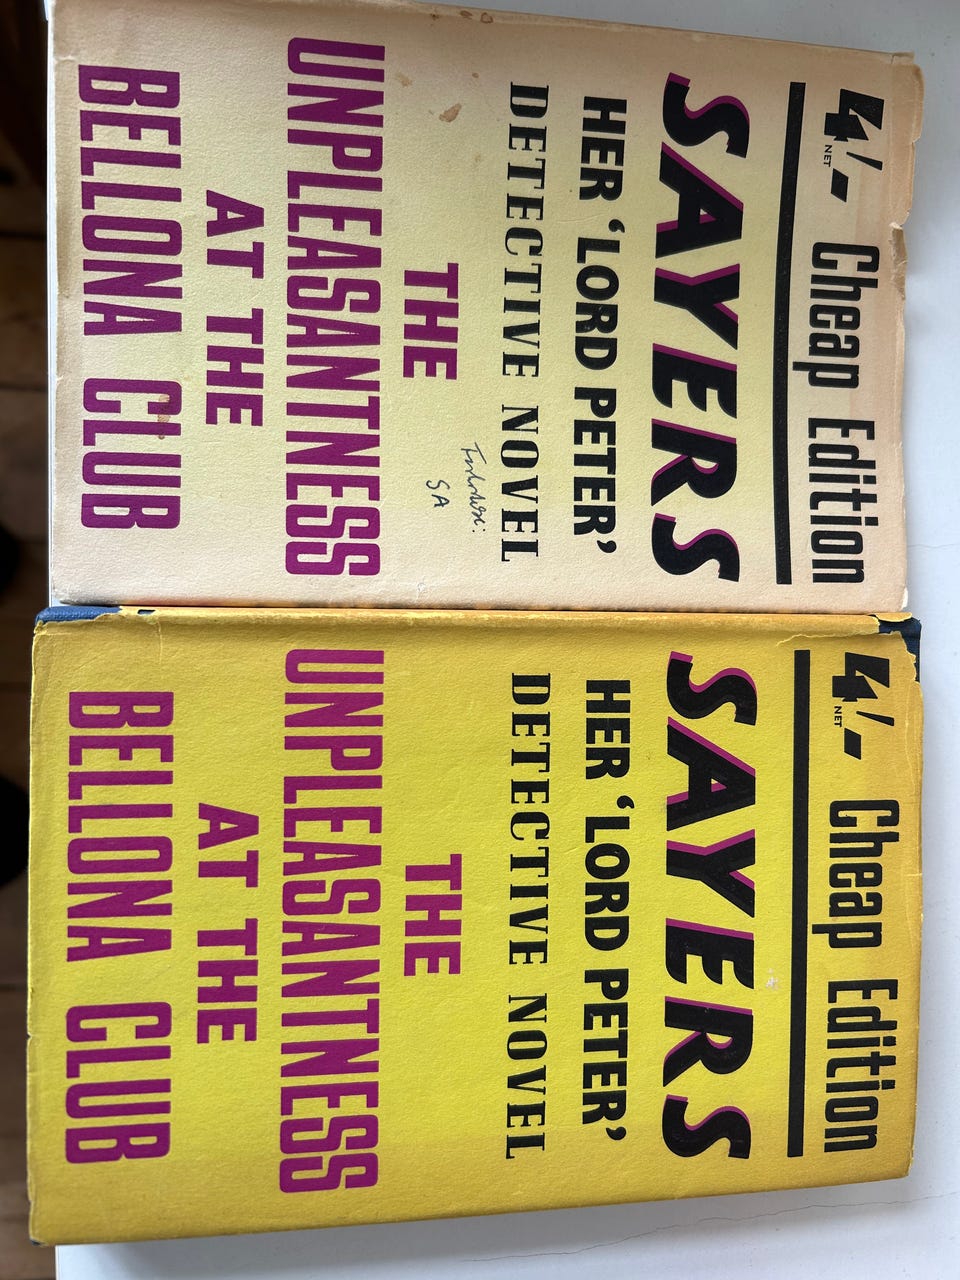 4/- NET Cheap Edition
SAYERS
HER 'LORD PETER'
DETECTIVE NOVEL
SA
THE
UNPLEASANTNESS
AT THE
BELLONA CLUB
4/- NET Cheap Edition
SAYERS
HER 'LORD PETER'
DETECTIVE NOVEL
THE
UNPLEASANTNESS
AT THE
BELLONA CLUB